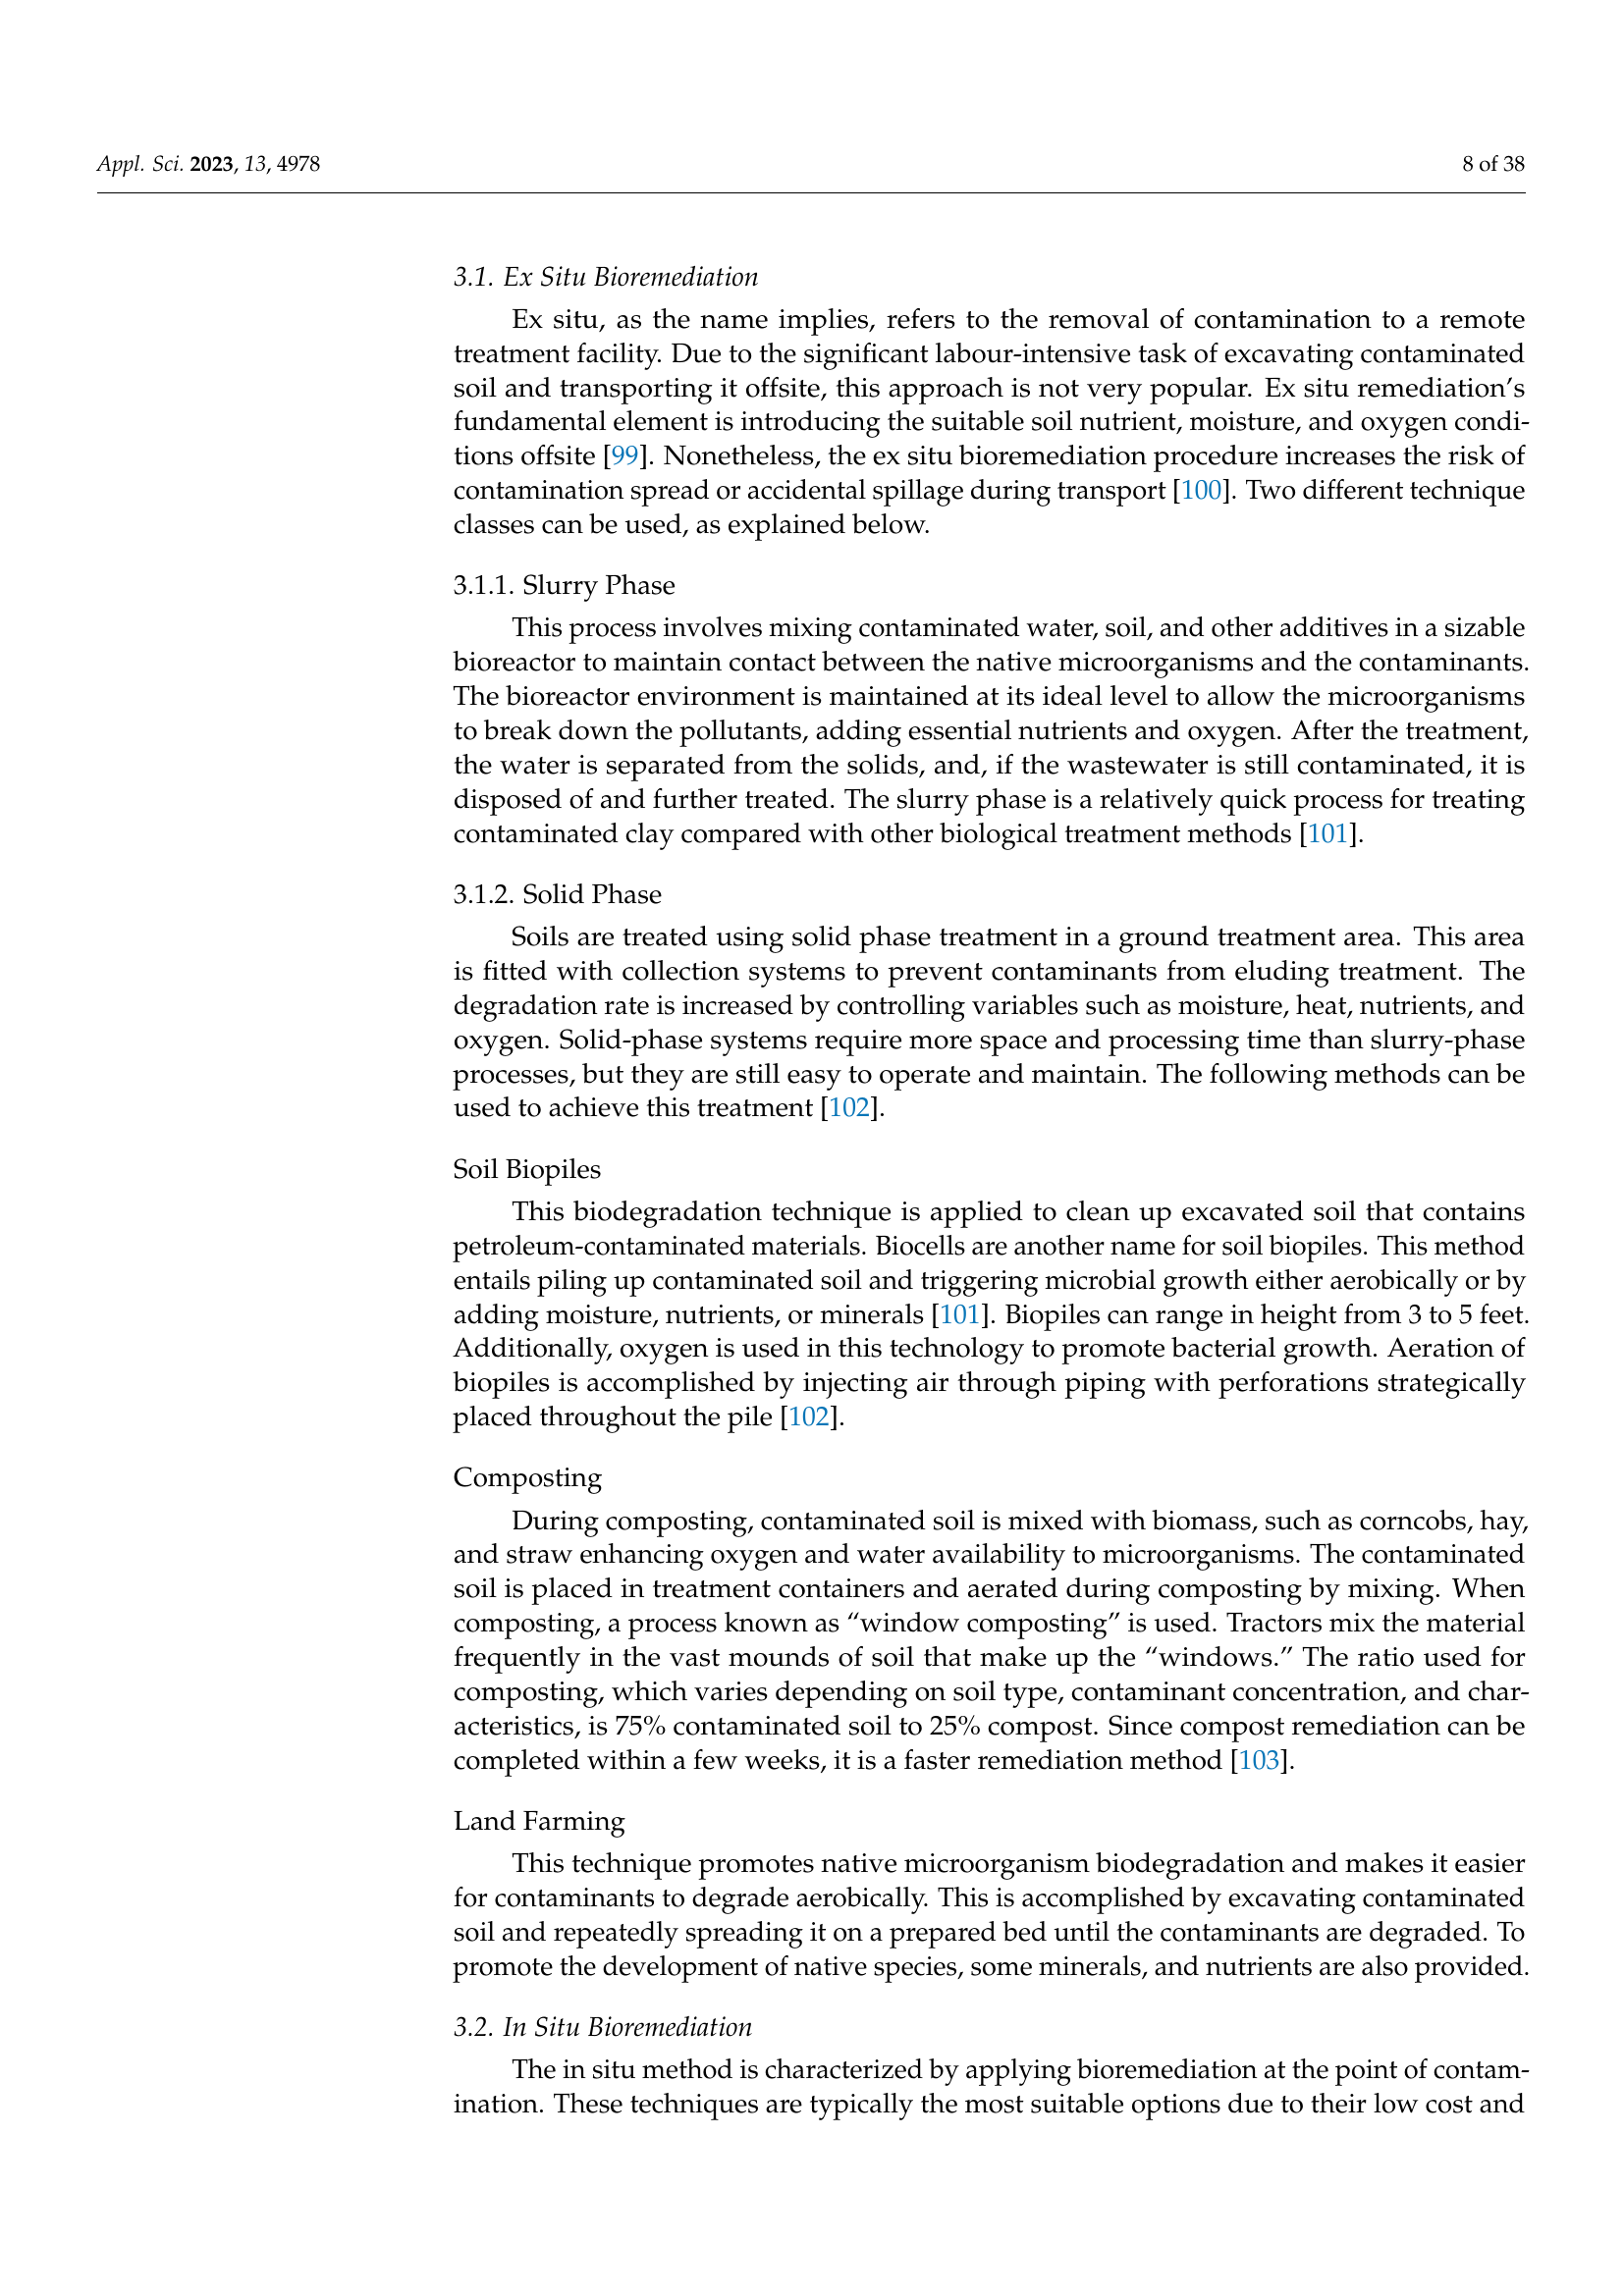 Appl. Sci. 2023, 13, 4978
8 of 38
3.1. Ex Situ Bioremediation
Ex situ, as the name implies, refers to the removal of contamination to a remote
treatment facility. Due to the significant labour-intensive task of excavating contaminated
soil and transporting it offsite, this approach is not very popular. Ex situ remediation’s
fundamental element is introducing the suitable soil nutrient, moisture, and oxygen condi-
tions offsite [99]. Nonetheless, the ex situ bioremediation procedure increases the risk of
contamination spread or accidental spillage during transport [100]. Two different technique
classes can be used, as explained below.
3.1.1. Slurry Phase
This process involves mixing contaminated water, soil, and other additives in a sizable
bioreactor to maintain contact between the native microorganisms and the contaminants.
The bioreactor environment is maintained at its ideal level to allow the microorganisms
to break down the pollutants, adding essential nutrients and oxygen. After the treatment,
the water is separated from the solids, and, if the wastewater is still contaminated, it is
disposed of and further treated. The slurry phase is a relatively quick process for treating
contaminated clay compared with other biological treatment methods [101].
3.1.2. Solid Phase
Soils are treated using solid phase treatment in a ground treatment area. This area
is fitted with collection systems to prevent contaminants from eluding treatment. The
degradation rate is increased by controlling variables such as moisture, heat, nutrients, and
oxygen. Solid-phase systems require more space and processing time than slurry-phase
processes, but they are still easy to operate and maintain. The following methods can be
used to achieve this treatment [102].
Soil Biopiles
This biodegradation technique is applied to clean up excavated soil that contains
petroleum-contaminated materials. Biocells are another name for soil biopiles. This method
entails piling up contaminated soil and triggering microbial growth either aerobically or by
adding moisture, nutrients, or minerals [101]. Biopiles can range in height from 3 to 5 feet.
Additionally, oxygen is used in this technology to promote bacterial growth. Aeration of
biopiles is accomplished by injecting air through piping with perforations strategically
placed throughout the pile [102].
Composting
During composting, contaminated soil is mixed with biomass, such as corncobs, hay,
and straw enhancing oxygen and water availability to microorganisms. The contaminated
soil is placed in treatment containers and aerated during composting by mixing. When
composting, a process known as “window composting” is used. Tractors mix the material
frequently in the vast mounds of soil that make up the “windows.” The ratio used for
composting, which varies depending on soil type, contaminant concentration, and char-
acteristics, is 75% contaminated soil to 25% compost. Since compost remediation can be
completed within a few weeks, it is a faster remediation method [103].
Land Farming
This technique promotes native microorganism biodegradation and makes it easier
for contaminants to degrade aerobically. This is accomplished by excavating contaminated
soil and repeatedly spreading it on a prepared bed until the contaminants are degraded. To
promote the development of native species, some minerals, and nutrients are also provided.
3.2. In Situ Bioremediation
The in situ method is characterized by applying bioremediation at the point of contam-
ination. These techniques are typically the most suitable options due to their low cost and